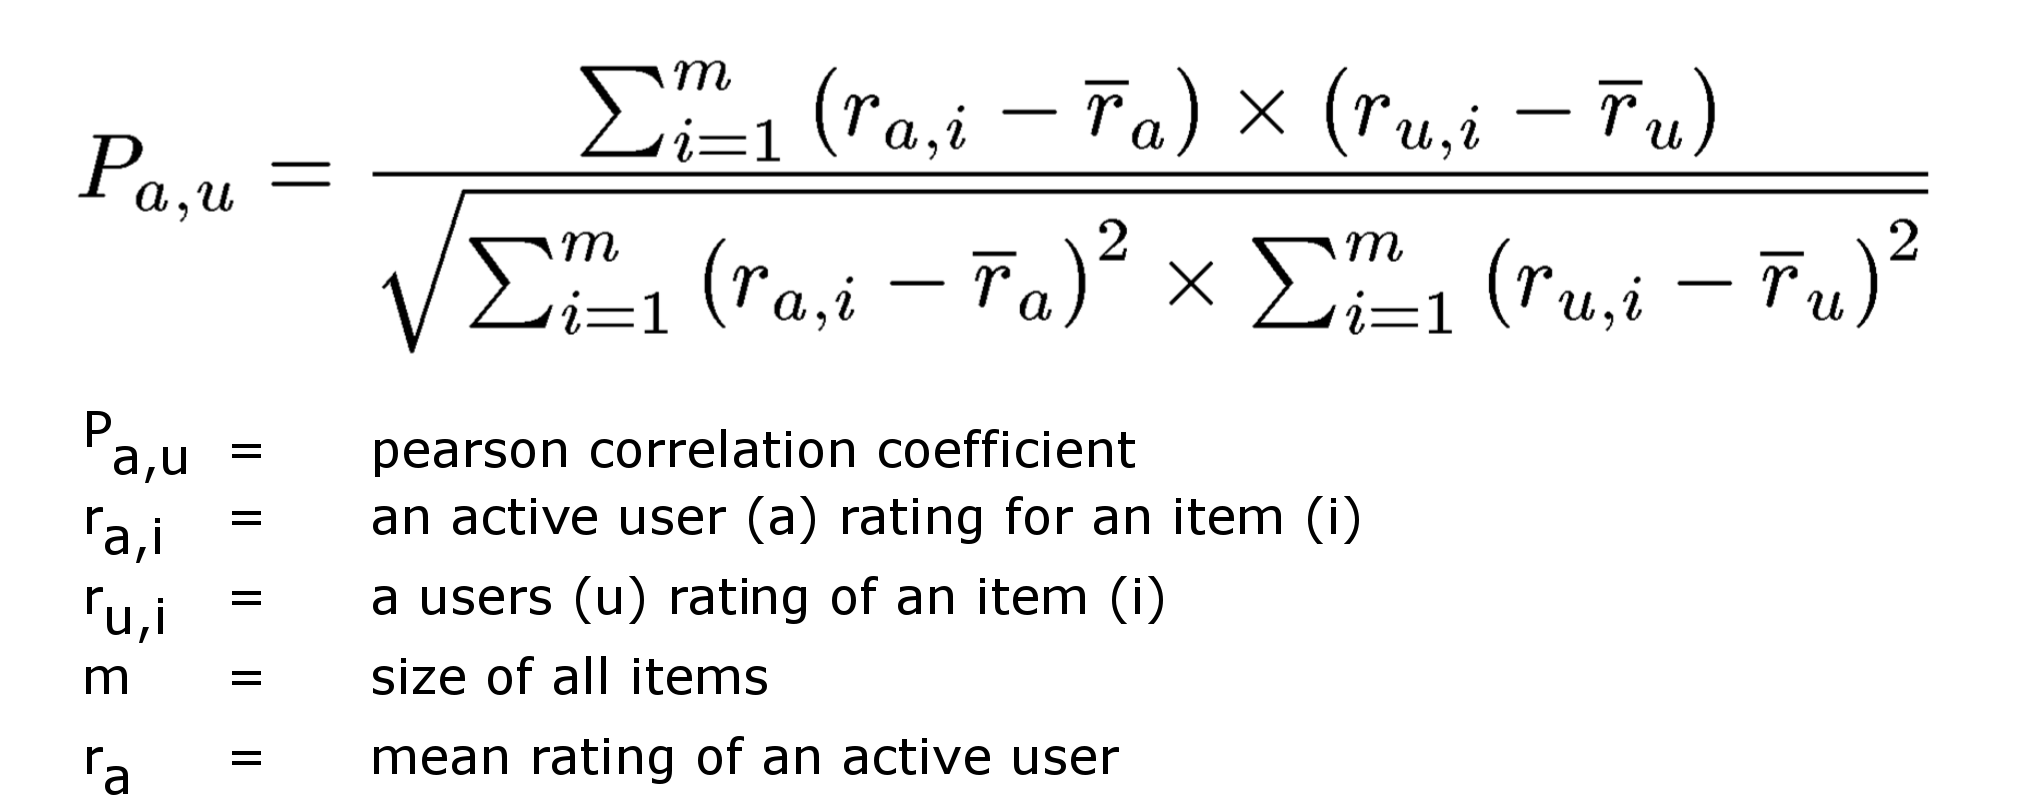 P_{a,u} = \frac{\sum_{i=1}^{m} (r_{a,i} - \overline{r}_a) \times (r_{u,i} - \overline{r}_u)}{\sqrt{\sum_{i=1}^{m} (r_{a,i} - \overline{r}_a)^2 \times \sum_{i=1}^{m} (r_{u,i} - \overline{r}_u)^2}}
P_{a,u} = pearson correlation coefficient
r_{a,i} = an active user (a) rating for an item (i)
r_{u,i} = a users (u) rating of an item (i)
m = size of all items
r_a = mean rating of an active user